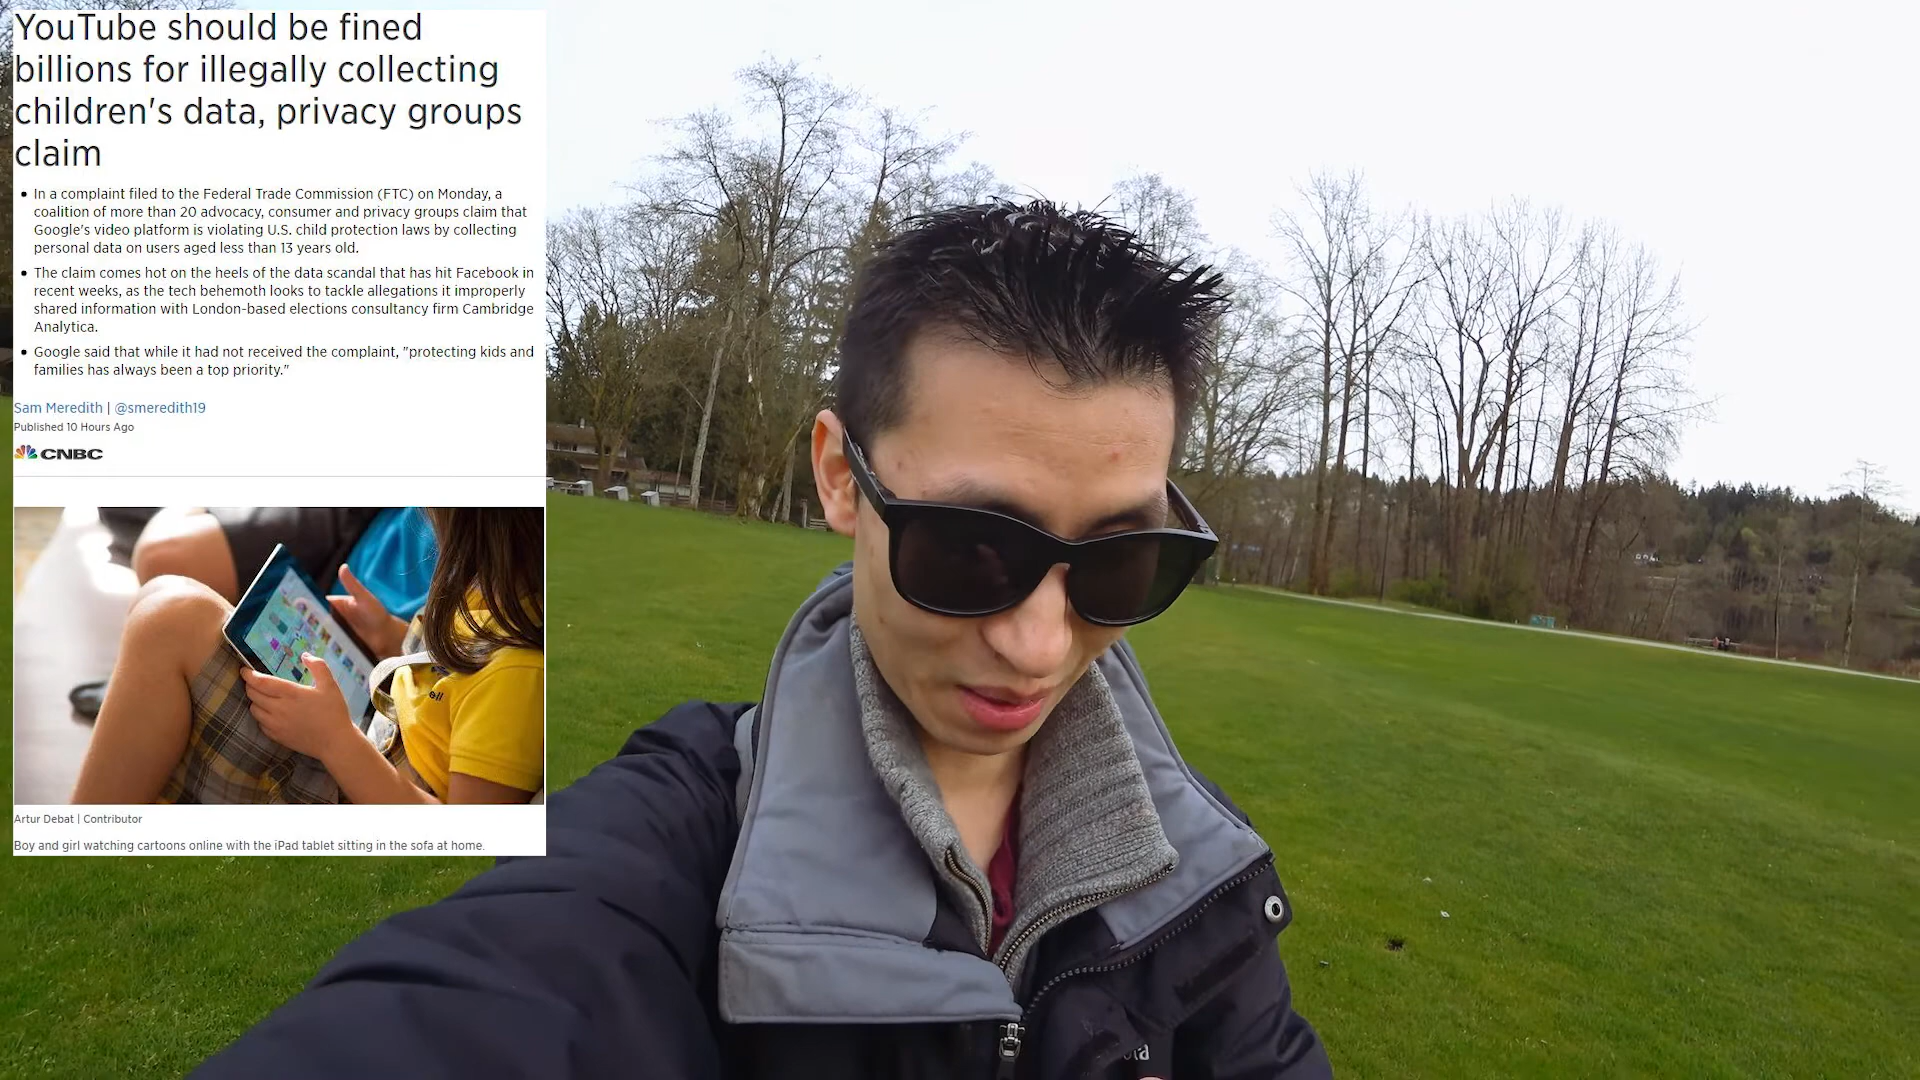 YouTube should be fined
billions for illegally collecting
children's data, privacy groups
claim
• In a complaint filed to the Federal Trade Commission (FTC) on Monday, a
coalition of more than 20 advocacy, consumer and privacy groups claim that
Google's video platform is violating U.S. child protection laws by collecting
personal data on users aged less than 13 years old.
• The claim comes hot on the heels of the data scandal that has hit Facebook in
recent weeks, as the tech behemoth looks to tackle allegations it improperly
shared information with London-based elections consultancy firm Cambridge
Analytica.
• Google said that while it had not received the complaint, "protecting kids and
families has always been a top priority."
Sam Meredith | @smeredith19
Published 10 Hours Ago
CNBC
Artur Debat | Contributor
Boy and girl watching cartoons online with the iPad tablet sitting in the sofa at home.